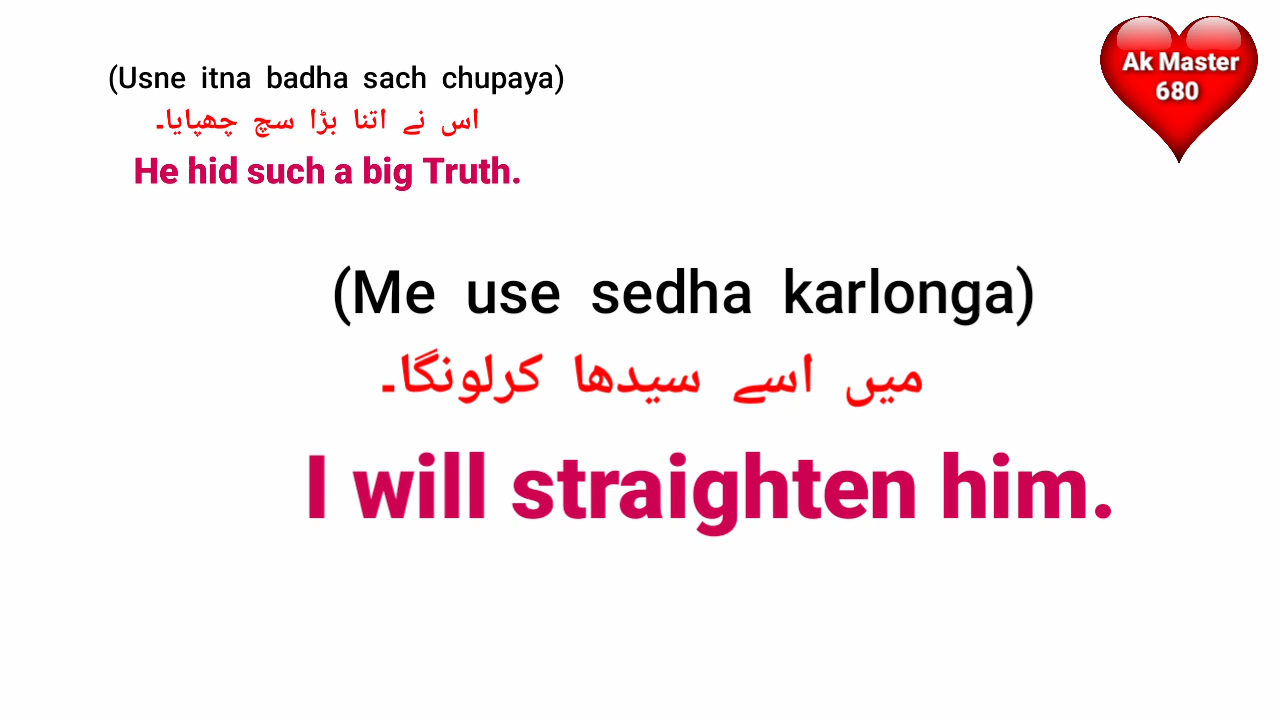 (Usne itna badha sach chupaya)
اس نے اتنا بڑا سچ چھپایا۔
He hid such a big Truth.
Ak Master
680
(Me use sedha karlonga)
میں اسے سیدھا کرلونگا۔
I will straighten him.